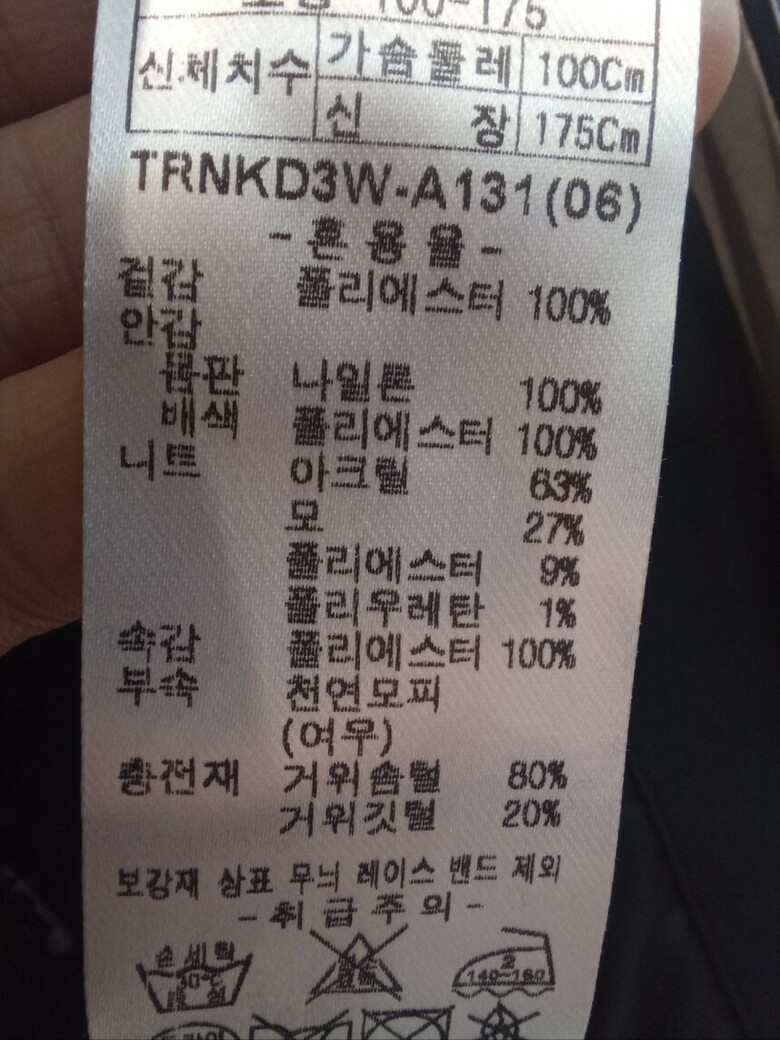 100-175
신체치수 가슴둘레 100Cm
신 장 175Cm
TRNKD3W-A131(06)
-혼용율-
겉감 폴리에스터 100%
안감
몸판 나일론 100%
배색 폴리에스터 100%
니트 아크릴 63%
모 27%
폴리에스터 9%
폴리우레탄 1%
속감 폴리에스터 100%
부속 천연모피
(여우)
충전재 거위솜털 80%
거위깃털 20%
보강재 상표 무늬 레이스 밴드 제외
-취급주의-
손세탁 2
30℃ 140~160